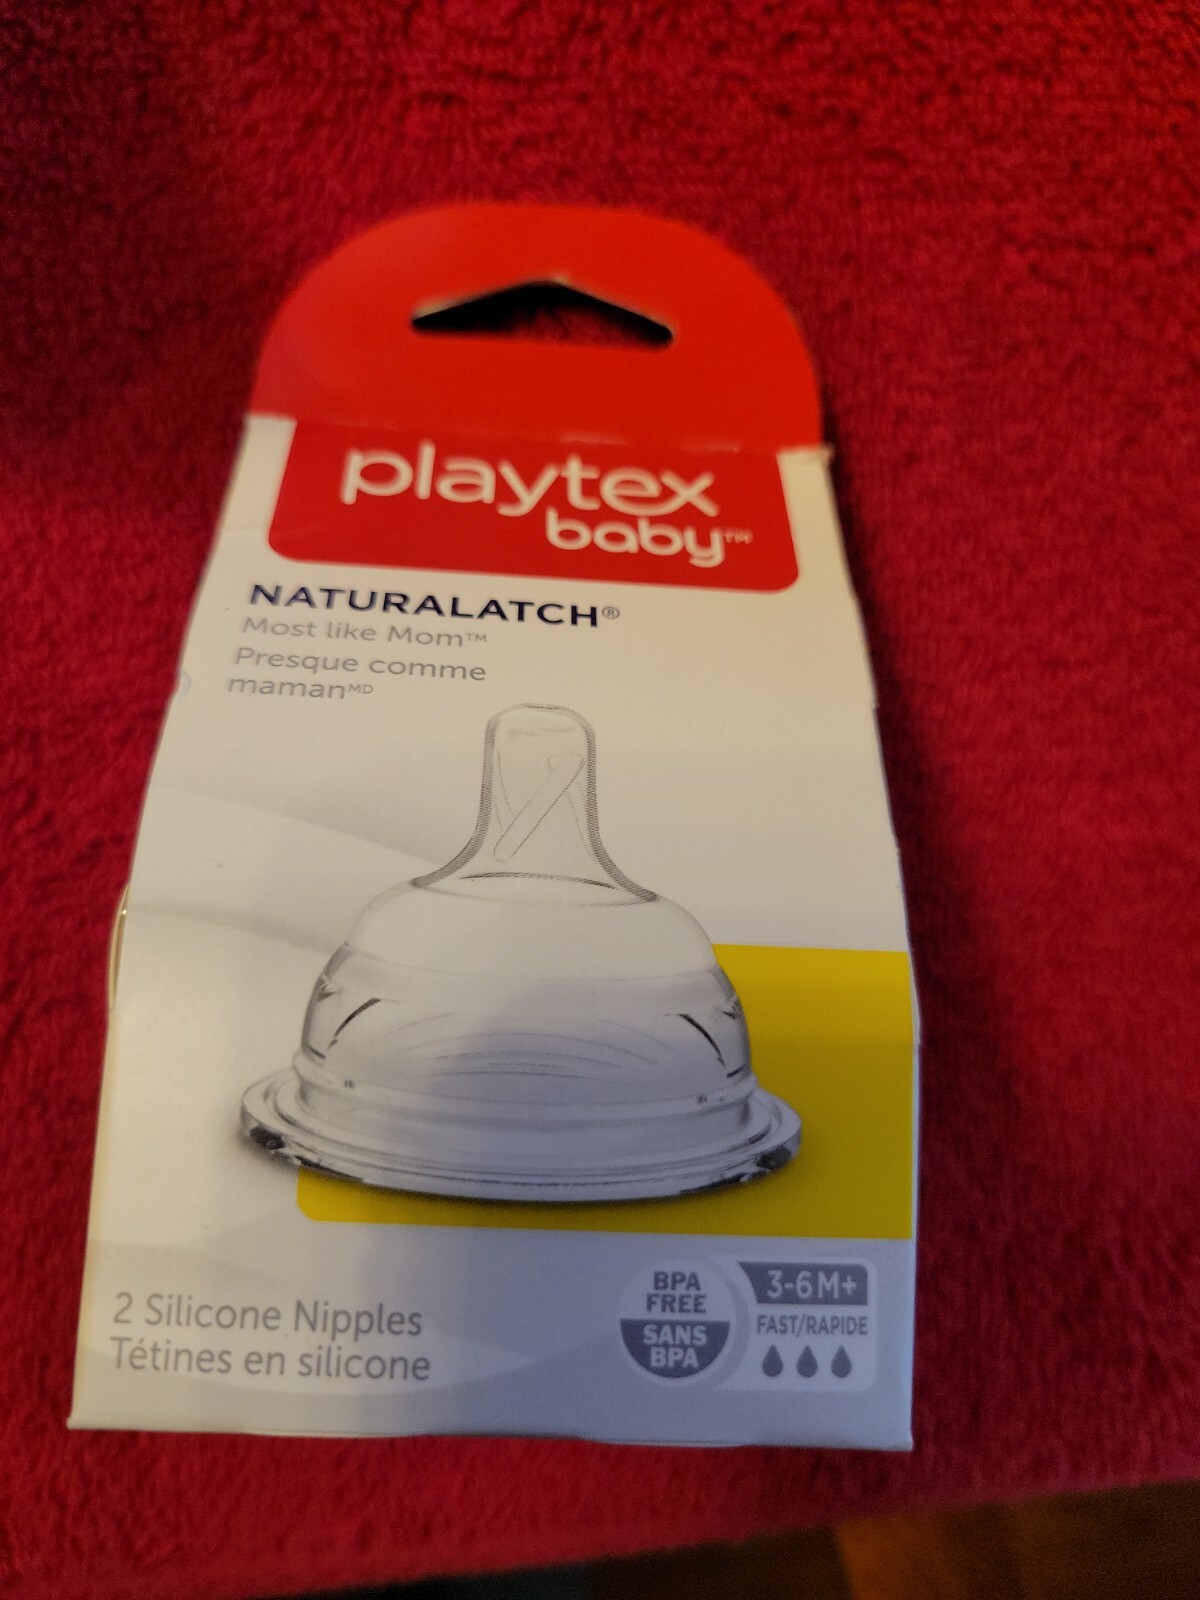 playtex
baby™
NATURALATCH®
Most like Mom™
Presque comme
maman MD
2 Silicone Nipples
Tétines en silicone
BPA
FREE
SANS
BPA
3-6M+
FAST/RAPIDE